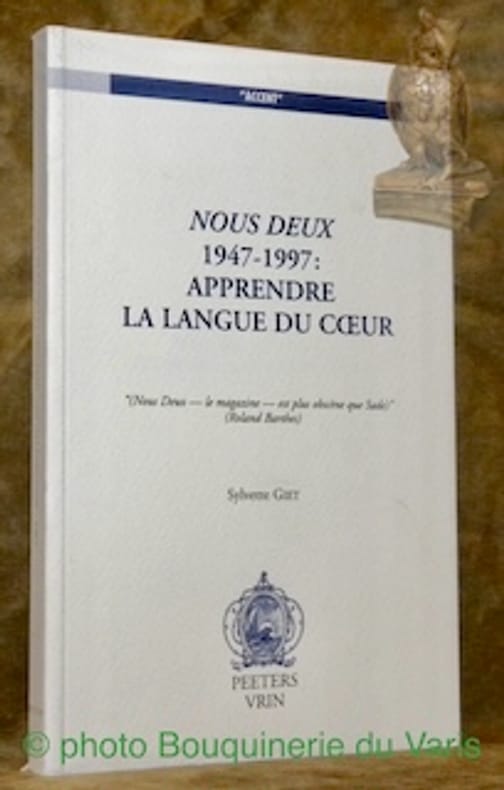 "ACCENT"
NOUS DEUX
1947-1997:
APPRENDRE
LA LANGUE DU CŒUR
"(Nous Deux — le magazine — est plus obscène que Sade)"
(Roland Barthes)
Sylvette GIET
PEETERS
VRIN
© photo Bouquinerie du Varis